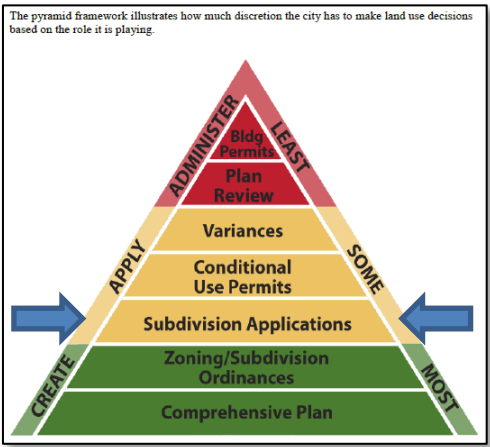 The pyramid framework illustrates how much discretion the city has to make land use decisions
based on the role it is playing.
ADMINISTER
LEAST
Bldg
Permits
Plan
Review
APPLY
SOME
Variances
Conditional
Use Permits
Subdivision Applications
CREATE
MOST
Zoning/Subdivision
Ordinances
Comprehensive Plan